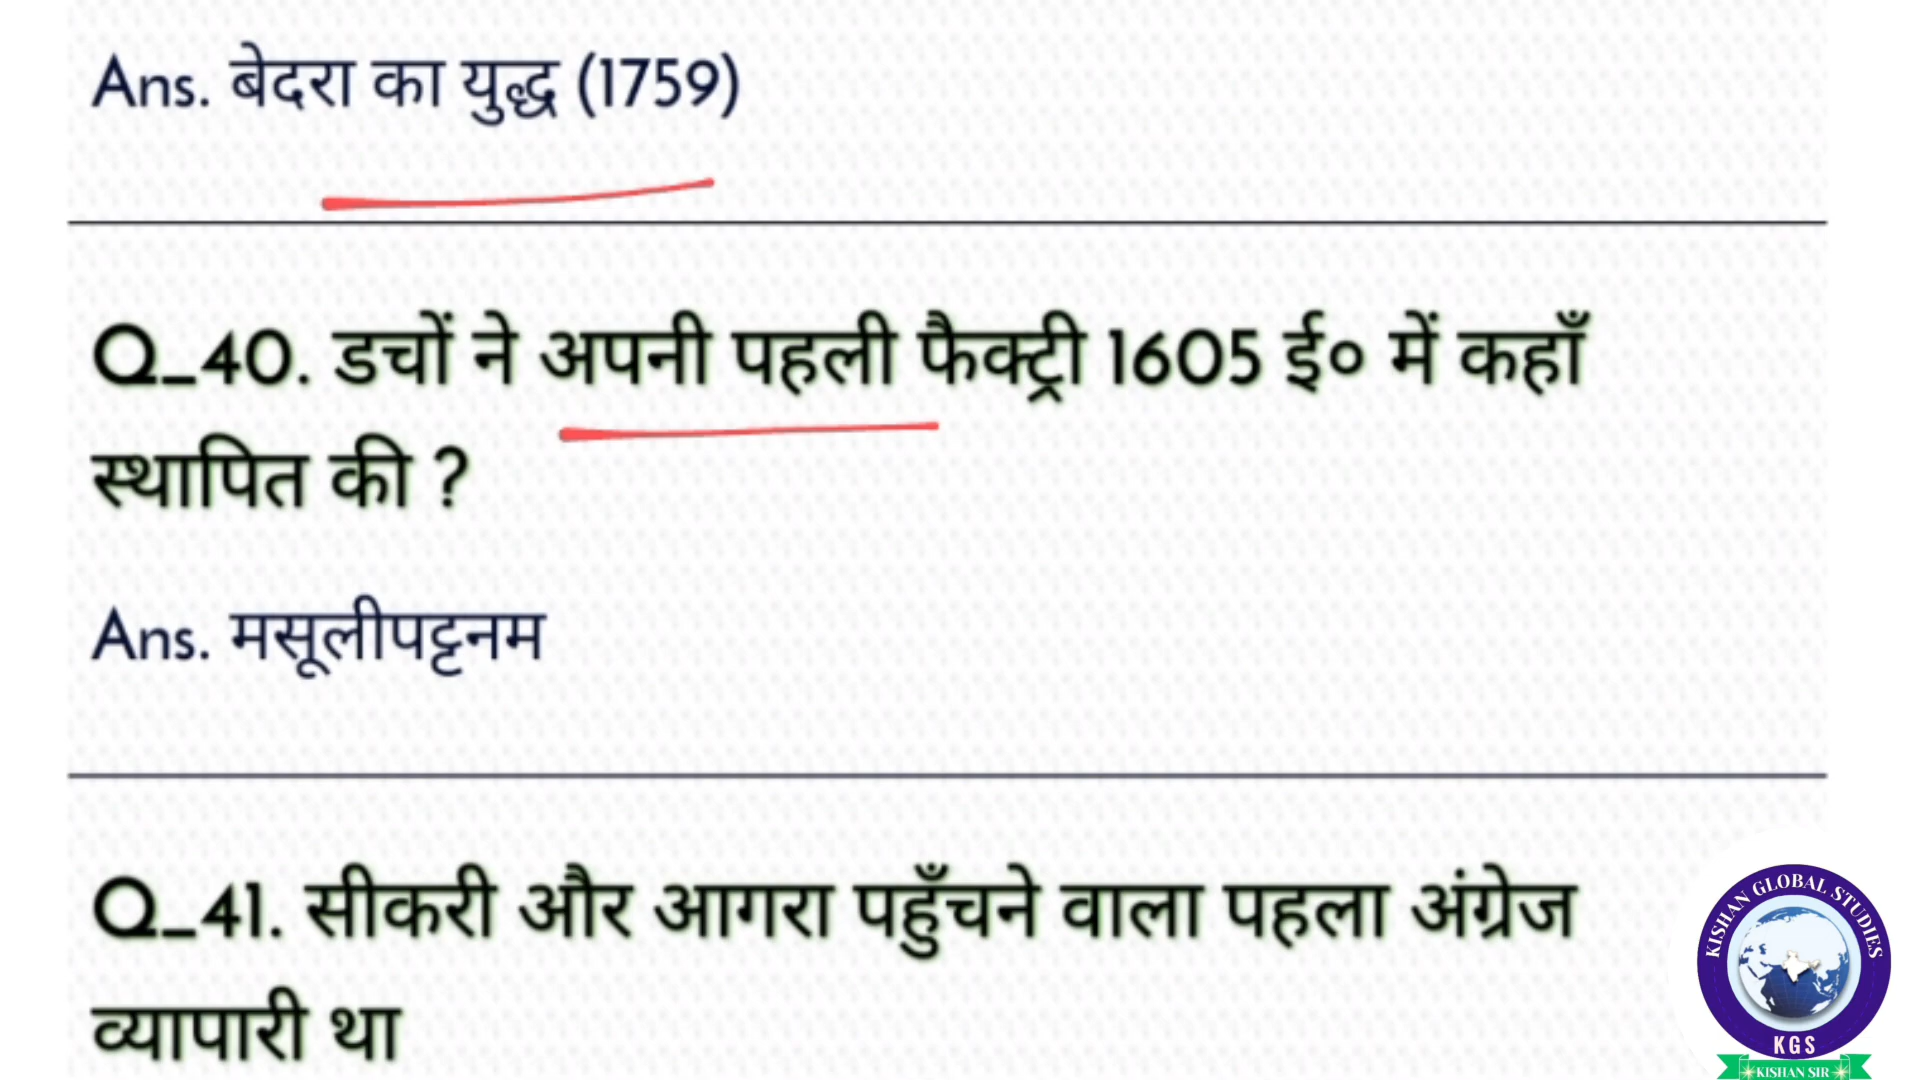 Ans. बेदरा का युद्ध (1759)
Q_40. डचों ने अपनी पहली फैक्ट्री 1605 ई० में कहाँ
स्थापित की ?
Ans. मसूलीपट्टनम
Q_41. सीकरी और आगरा पहुँचने वाला पहला अंग्रेज
व्यापारी था
KISHAN GLOBAL STUDIES
KGS
KISHAN SIR